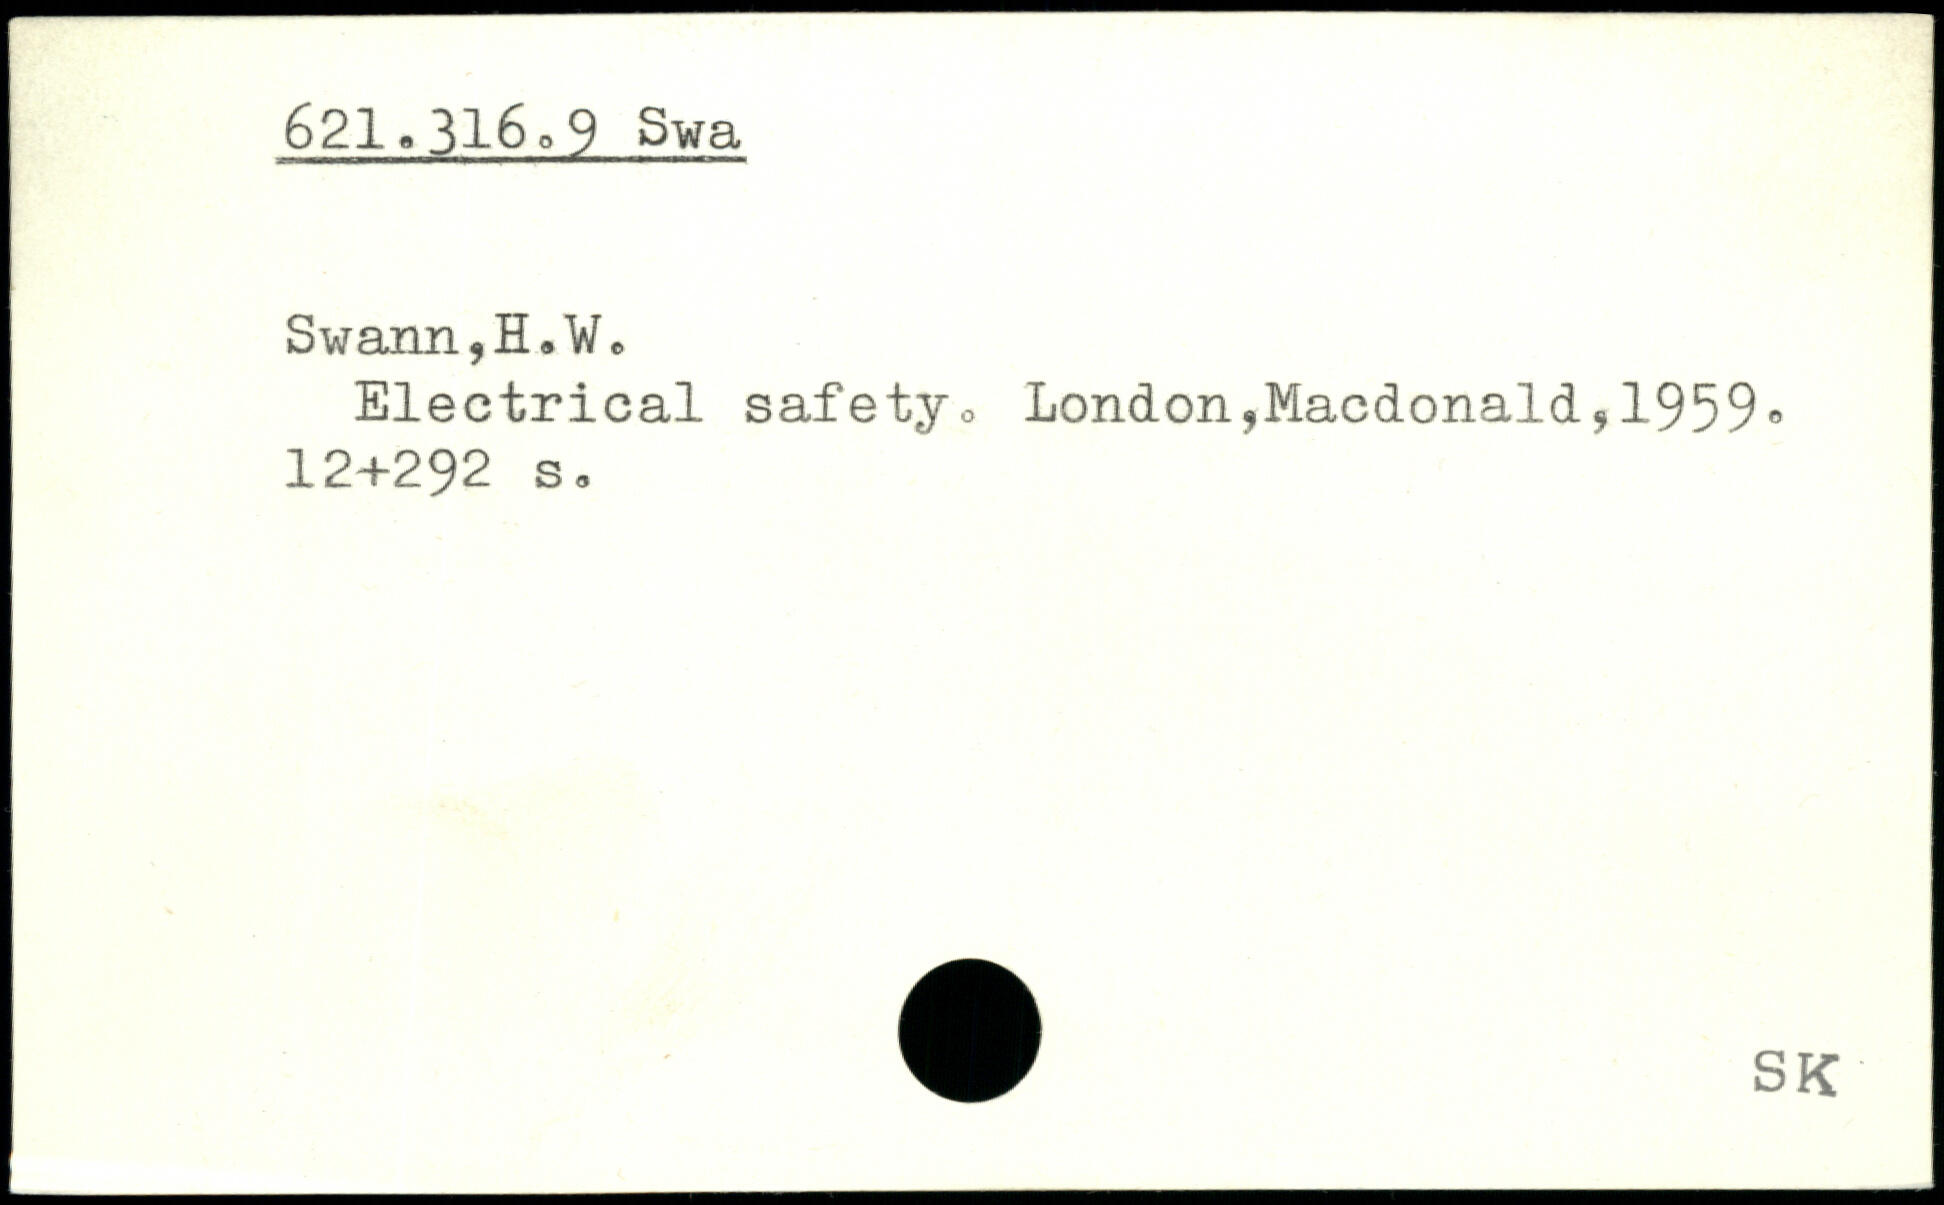 621.316.9 Swa
Swann,H.W.
Electrical safety. London,Macdonald,1959.
12+292 s.
SK